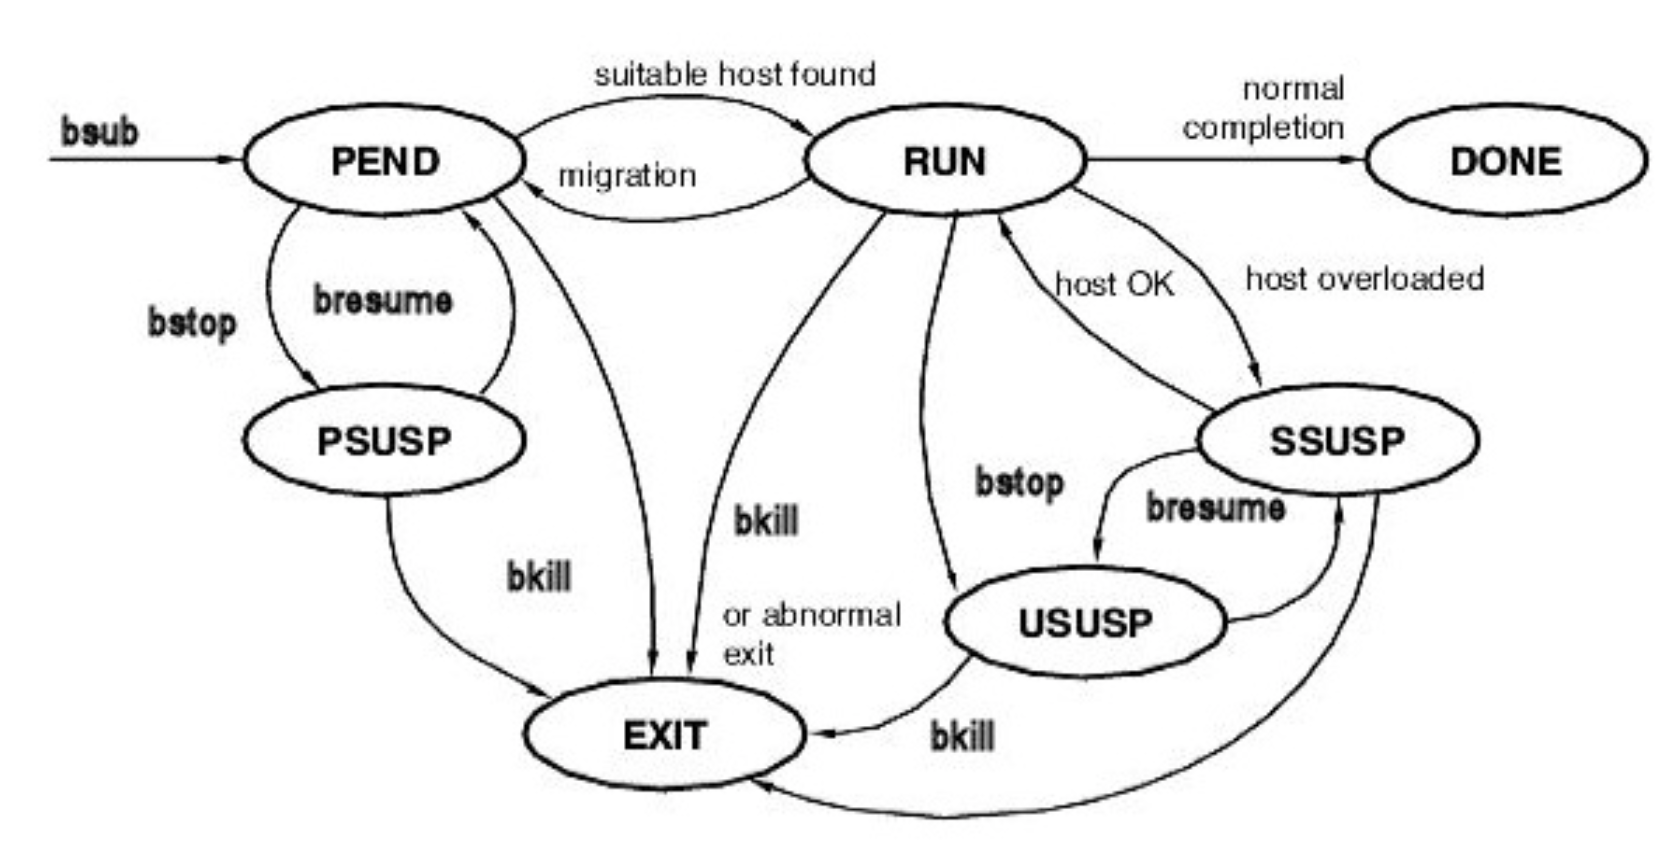 suitable host found
normal
completion
bsub
PEND
RUN
DONE
migration
host OK
host overloaded
bstop
bresume
PSUSP
SSUSP
bstop
bresume
bkill
bkill
or abnormal
exit
USUSP
EXIT
bkill